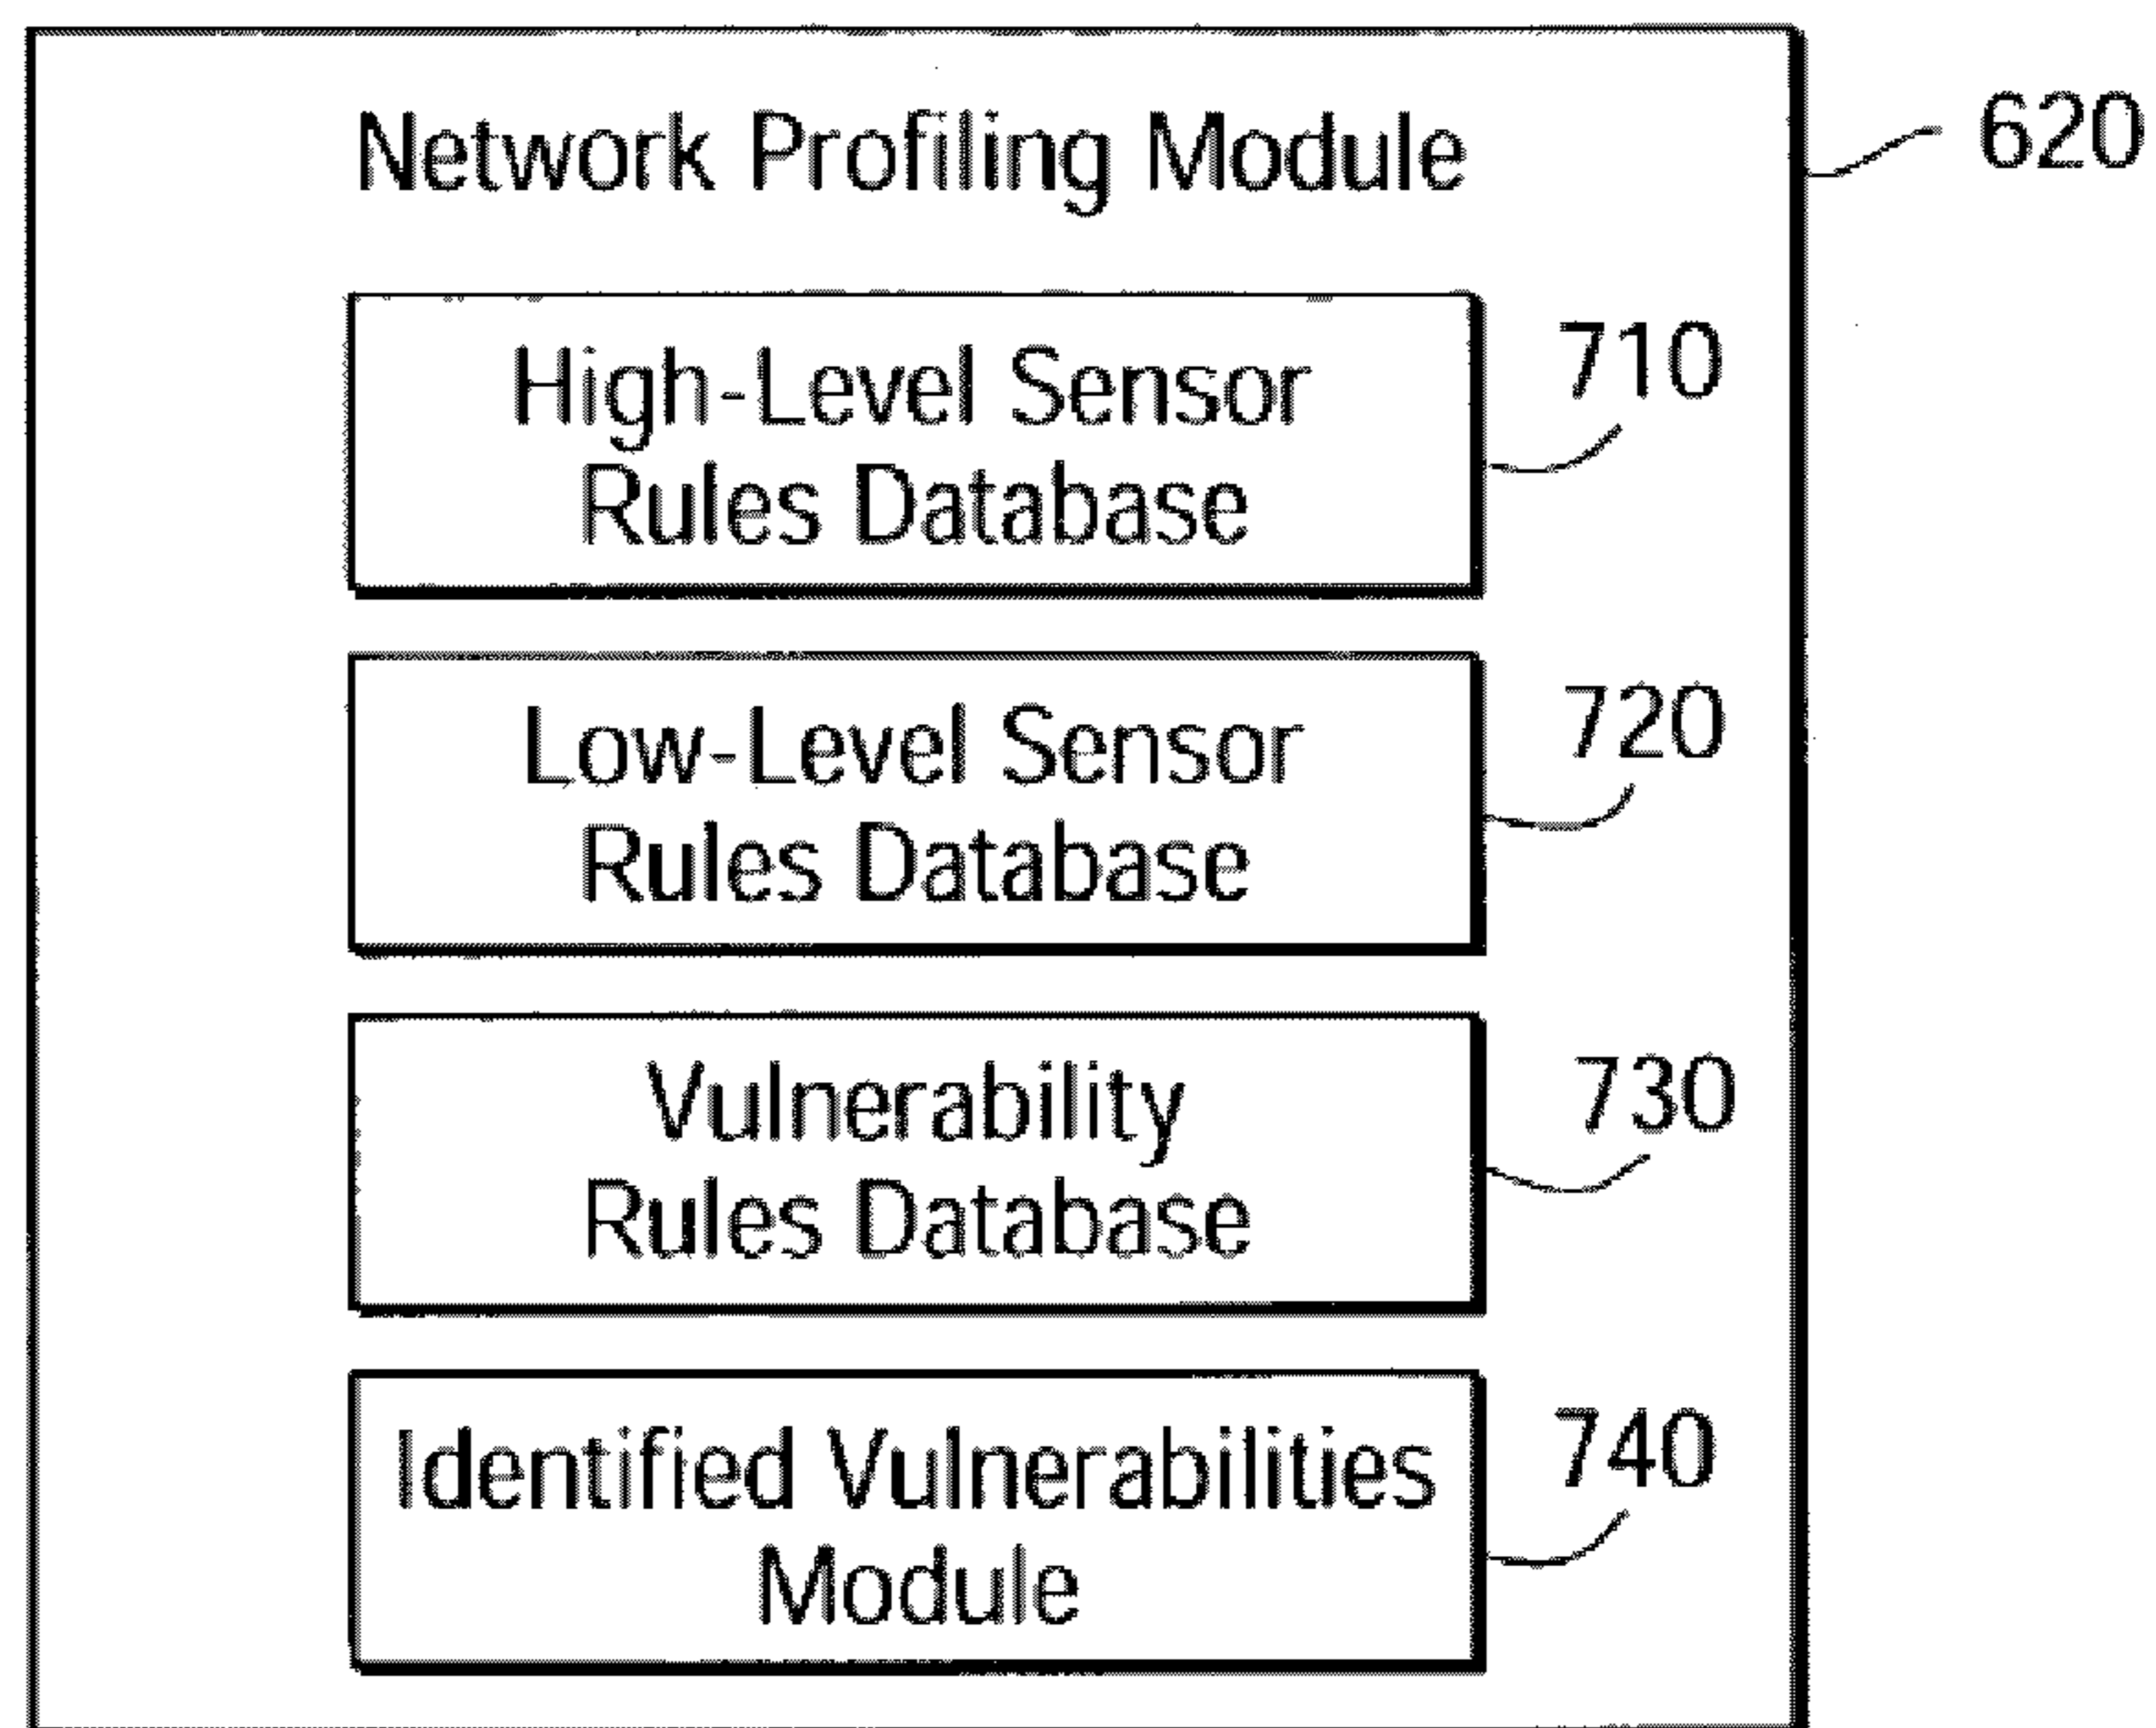 Network Profiling Module
620
High-Level Sensor
Rules Database
710
Low-Level Sensor
Rules Database
720
Vulnerability
Rules Database
730
Identified Vulnerabilities
Module
740